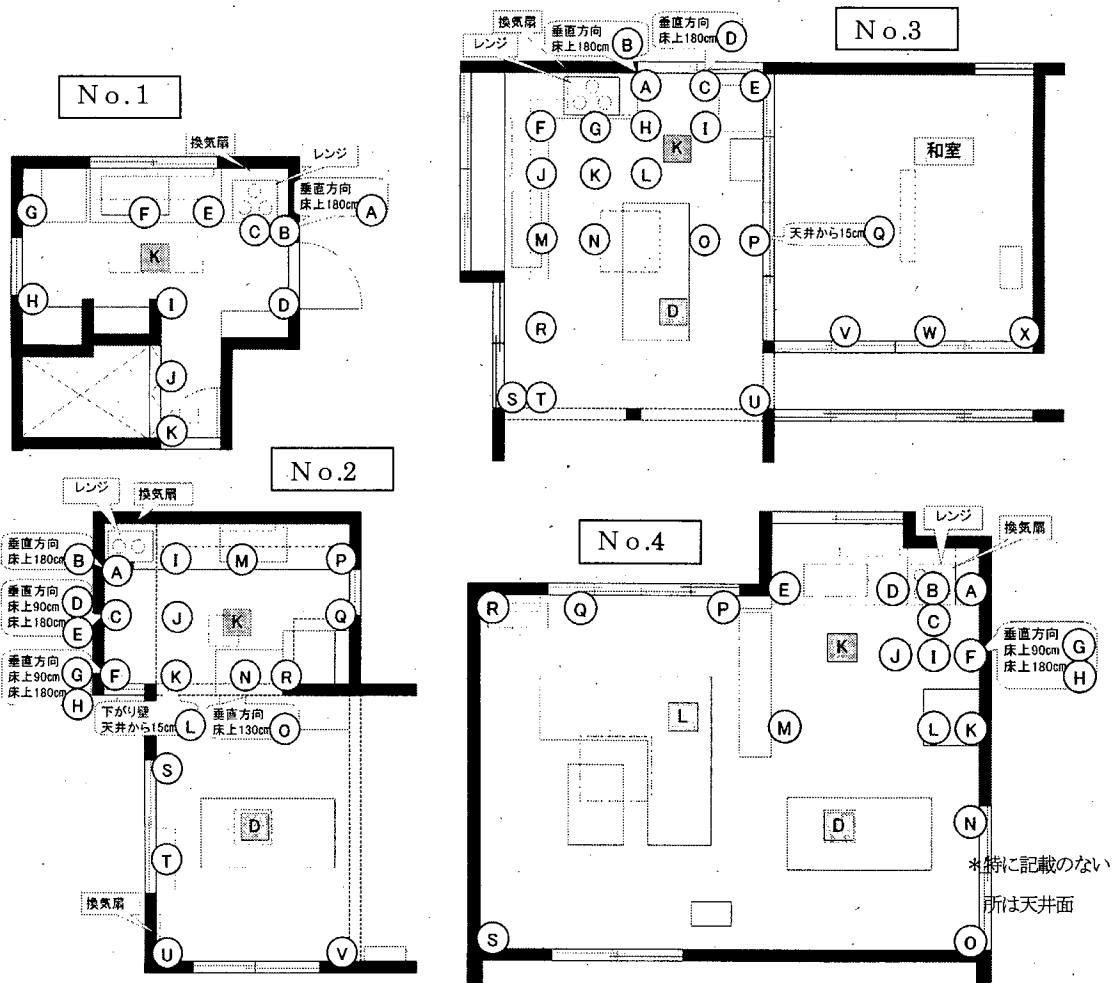 No.1
換気扇
レンジ
垂直方向
床上180cm
A
G
F
E
C
B
K
H
I
D
J
K
No.2
レンジ
換気扇
垂直方向
床上180cm
B
A
I
M
P
垂直方向
床上90cm
床上180cm
D
E
C
J
K
Q
垂直方向
床上90cm
床上180cm
G
H
F
K
N
R
下がり壁
天井から15cm
L
垂直方向
床上130cm
O
S
D
T
換気扇
U
V
No.3
換気扇
レンジ
垂直方向
床上180cm
B
垂直方向
床上180cm
D
A
C
E
F
G
H
I
K
和室
J
K
L
M
N
O
P
天井から15cm
Q
D
R
V
W
X
S
T
U
No.4
レンジ
換気扇
R
Q
P
E
D
B
A
C
K
J
I
F
垂直方向
床上90cm
床上180cm
G
H
L
M
L
K
D
N
*特に記載のない
所は天井面
S
O